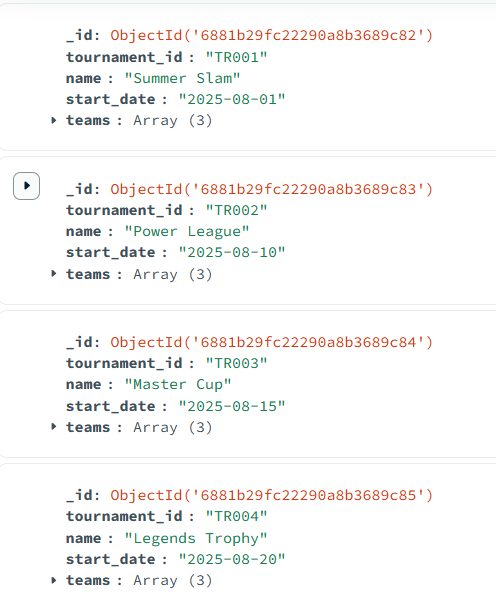 _id: ObjectId('6881b29fc22290a8b3689c82')
tournament_id : "TR001"
name : "Summer Slam"
start_date : "2025-08-01"
teams : Array (3)
_id: ObjectId('6881b29fc22290a8b3689c83')
tournament_id : "TR002"
name : "Power League"
start_date : "2025-08-10"
teams : Array (3)
_id: ObjectId('6881b29fc22290a8b3689c84')
tournament_id : "TR003"
name : "Master Cup"
start_date : "2025-08-15"
teams : Array (3)
_id: ObjectId('6881b29fc22290a8b3689c85')
tournament_id : "TR004"
name : "Legends Trophy"
start_date : "2025-08-20"
teams : Array (3)